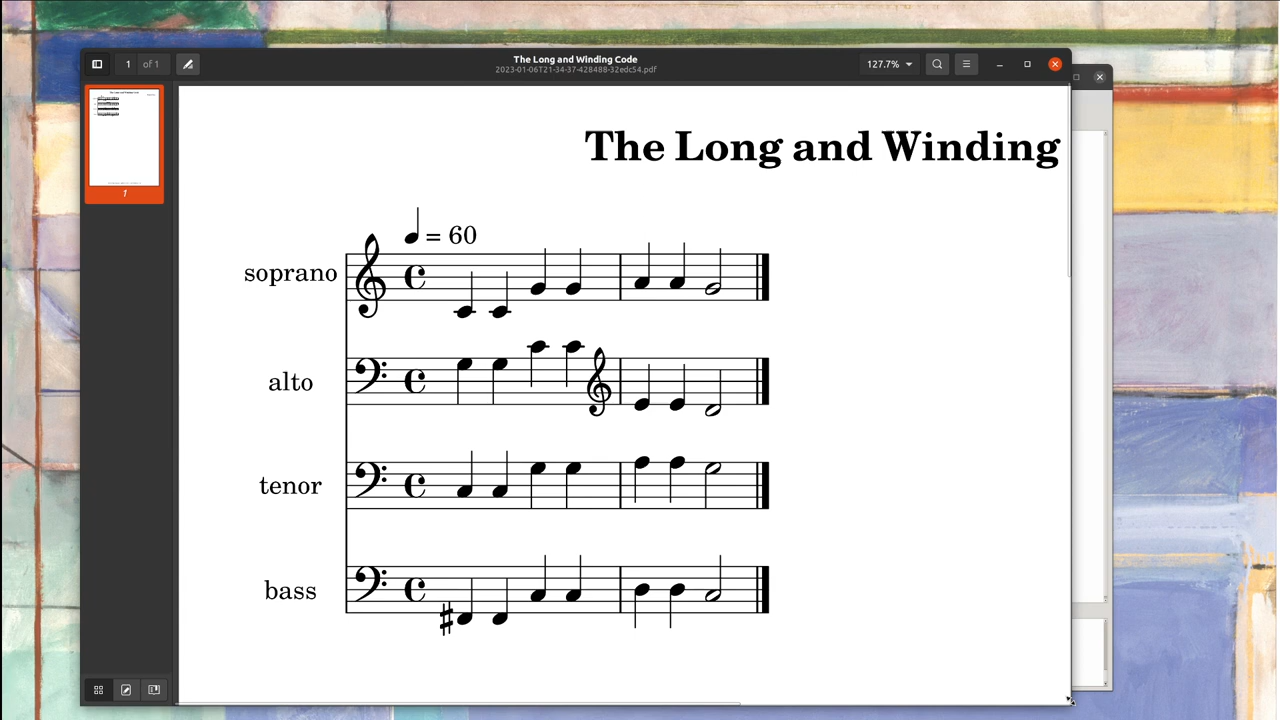 The Long and Winding Code
2023-01-06T21-34-37-428488-32edc54.pdf
1 of 1
127.7%
1
The Long and Winding
= 60
soprano
alto
tenor
bass